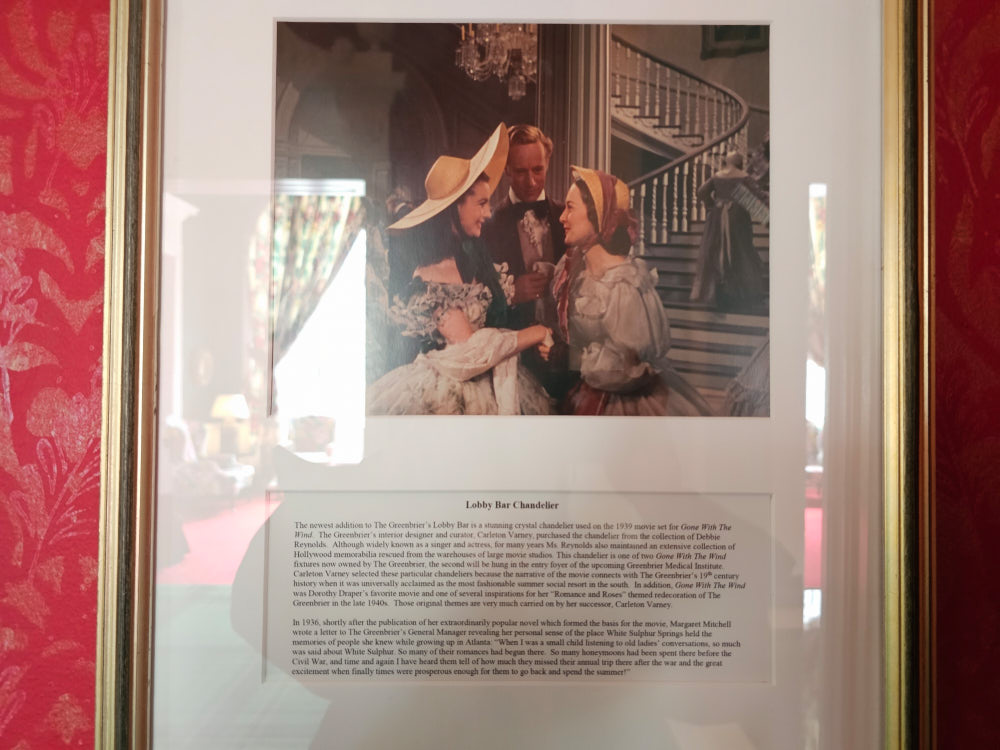 Lobby Bar Chandelier
The newest addition to The Greenbrier's Lobby Bar is a stunning crystal chandelier used on the 1939 movie set for Gone With The
Wind. The Greenbrier's interior designer and curator, Carleton Varney, purchased the chandelier from the collection of Debbie
Reynolds. Although widely known as a singer and actress, for many years Ms. Reynolds also maintained an extensive collection of
Hollywood memorabilia rescued from the warehouses of large movie studios. This chandelier is one of two Gone With The Wind
fixtures now owned by The Greenbrier, the second will be hung in the entry foyer of the upcoming Greenbrier Medical Institute.
Carleton Varney selected these particular chandeliers because the narrative of the movie connects with The Greenbrier's 19th century
history when it was universally acclaimed as the most fashionable summer social resort in the south. In addition, Gone With The Wind
was Dorothy Draper's favorite movie and one of several inspirations for her "Romance and Roses" themed redecoration of The
Greenbrier in the late 1940s. Those original themes are very much carried on by her successor, Carleton Varney.
In 1936, shortly after the publication of her extraordinarily popular novel which formed the basis for the movie, Margaret Mitchell
wrote a letter to The Greenbrier's General Manager revealing her personal sense of the place White Sulphur Springs held the
memories of people she knew while growing up in Atlanta: "When I was a small child listening to old ladies' conversations, so much
was said about White Sulphur. So many of their romances had begun there. So many honeymoons had been spent there before the
Civil War, and time and again I have heard them tell of how much they missed their annual trip there after the war and the great
excitement when finally times were prosperous enough for them to go back and spend the summer!"